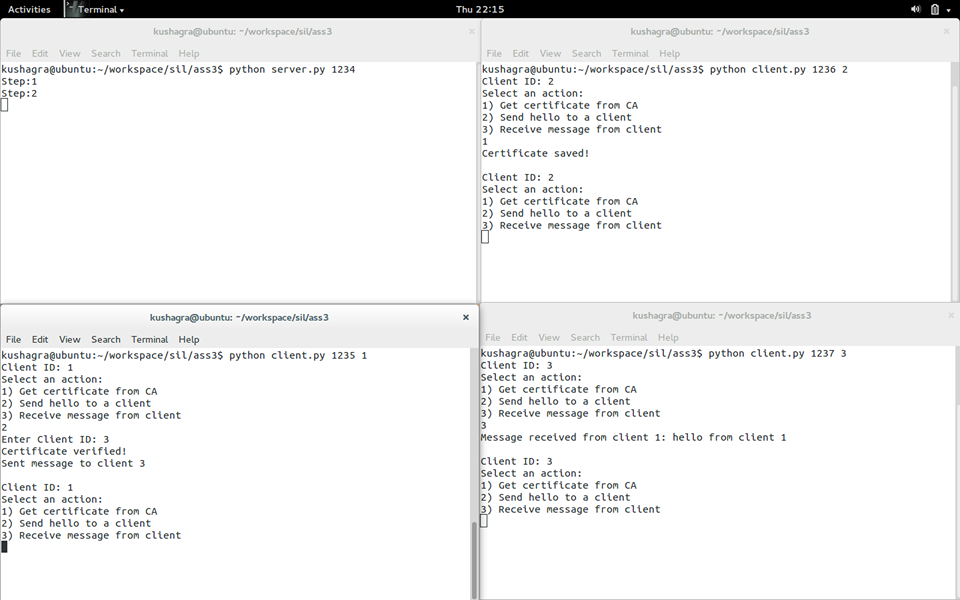 Activities Terminal Thu 22:15
kushagra@ubuntu: ~/workspace/sil/ass3 ×
File Edit View Search Terminal Help
kushagra@ubuntu:~/workspace/sil/ass3$ python server.py 1234
Step:1
Step:2
kushagra@ubuntu: ~/workspace/sil/ass3 ×
File Edit View Search Terminal Help
kushagra@ubuntu:~/workspace/sil/ass3$ python client.py 1236 2
Client ID: 2
Select an action:
1) Get certificate from CA
2) Send hello to a client
3) Receive message from client
1
Certificate saved!
Client ID: 2
Select an action:
1) Get certificate from CA
2) Send hello to a client
3) Receive message from client
kushagra@ubuntu: ~/workspace/sil/ass3 ×
File Edit View Search Terminal Help
kushagra@ubuntu:~/workspace/sil/ass3$ python client.py 1235 1
Client ID: 1
Select an action:
1) Get certificate from CA
2) Send hello to a client
3) Receive message from client
2
Enter Client ID: 3
Certificate verified!
Sent message to client 3
Client ID: 1
Select an action:
1) Get certificate from CA
2) Send hello to a client
3) Receive message from client
kushagra@ubuntu: ~/workspace/sil/ass3 ×
File Edit View Search Terminal Help
kushagra@ubuntu:~/workspace/sil/ass3$ python client.py 1237 3
Client ID: 3
Select an action:
1) Get certificate from CA
2) Send hello to a client
3) Receive message from client
3
Message received from client 1: hello from client 1
Client ID: 3
Select an action:
1) Get certificate from CA
2) Send hello to a client
3) Receive message from client